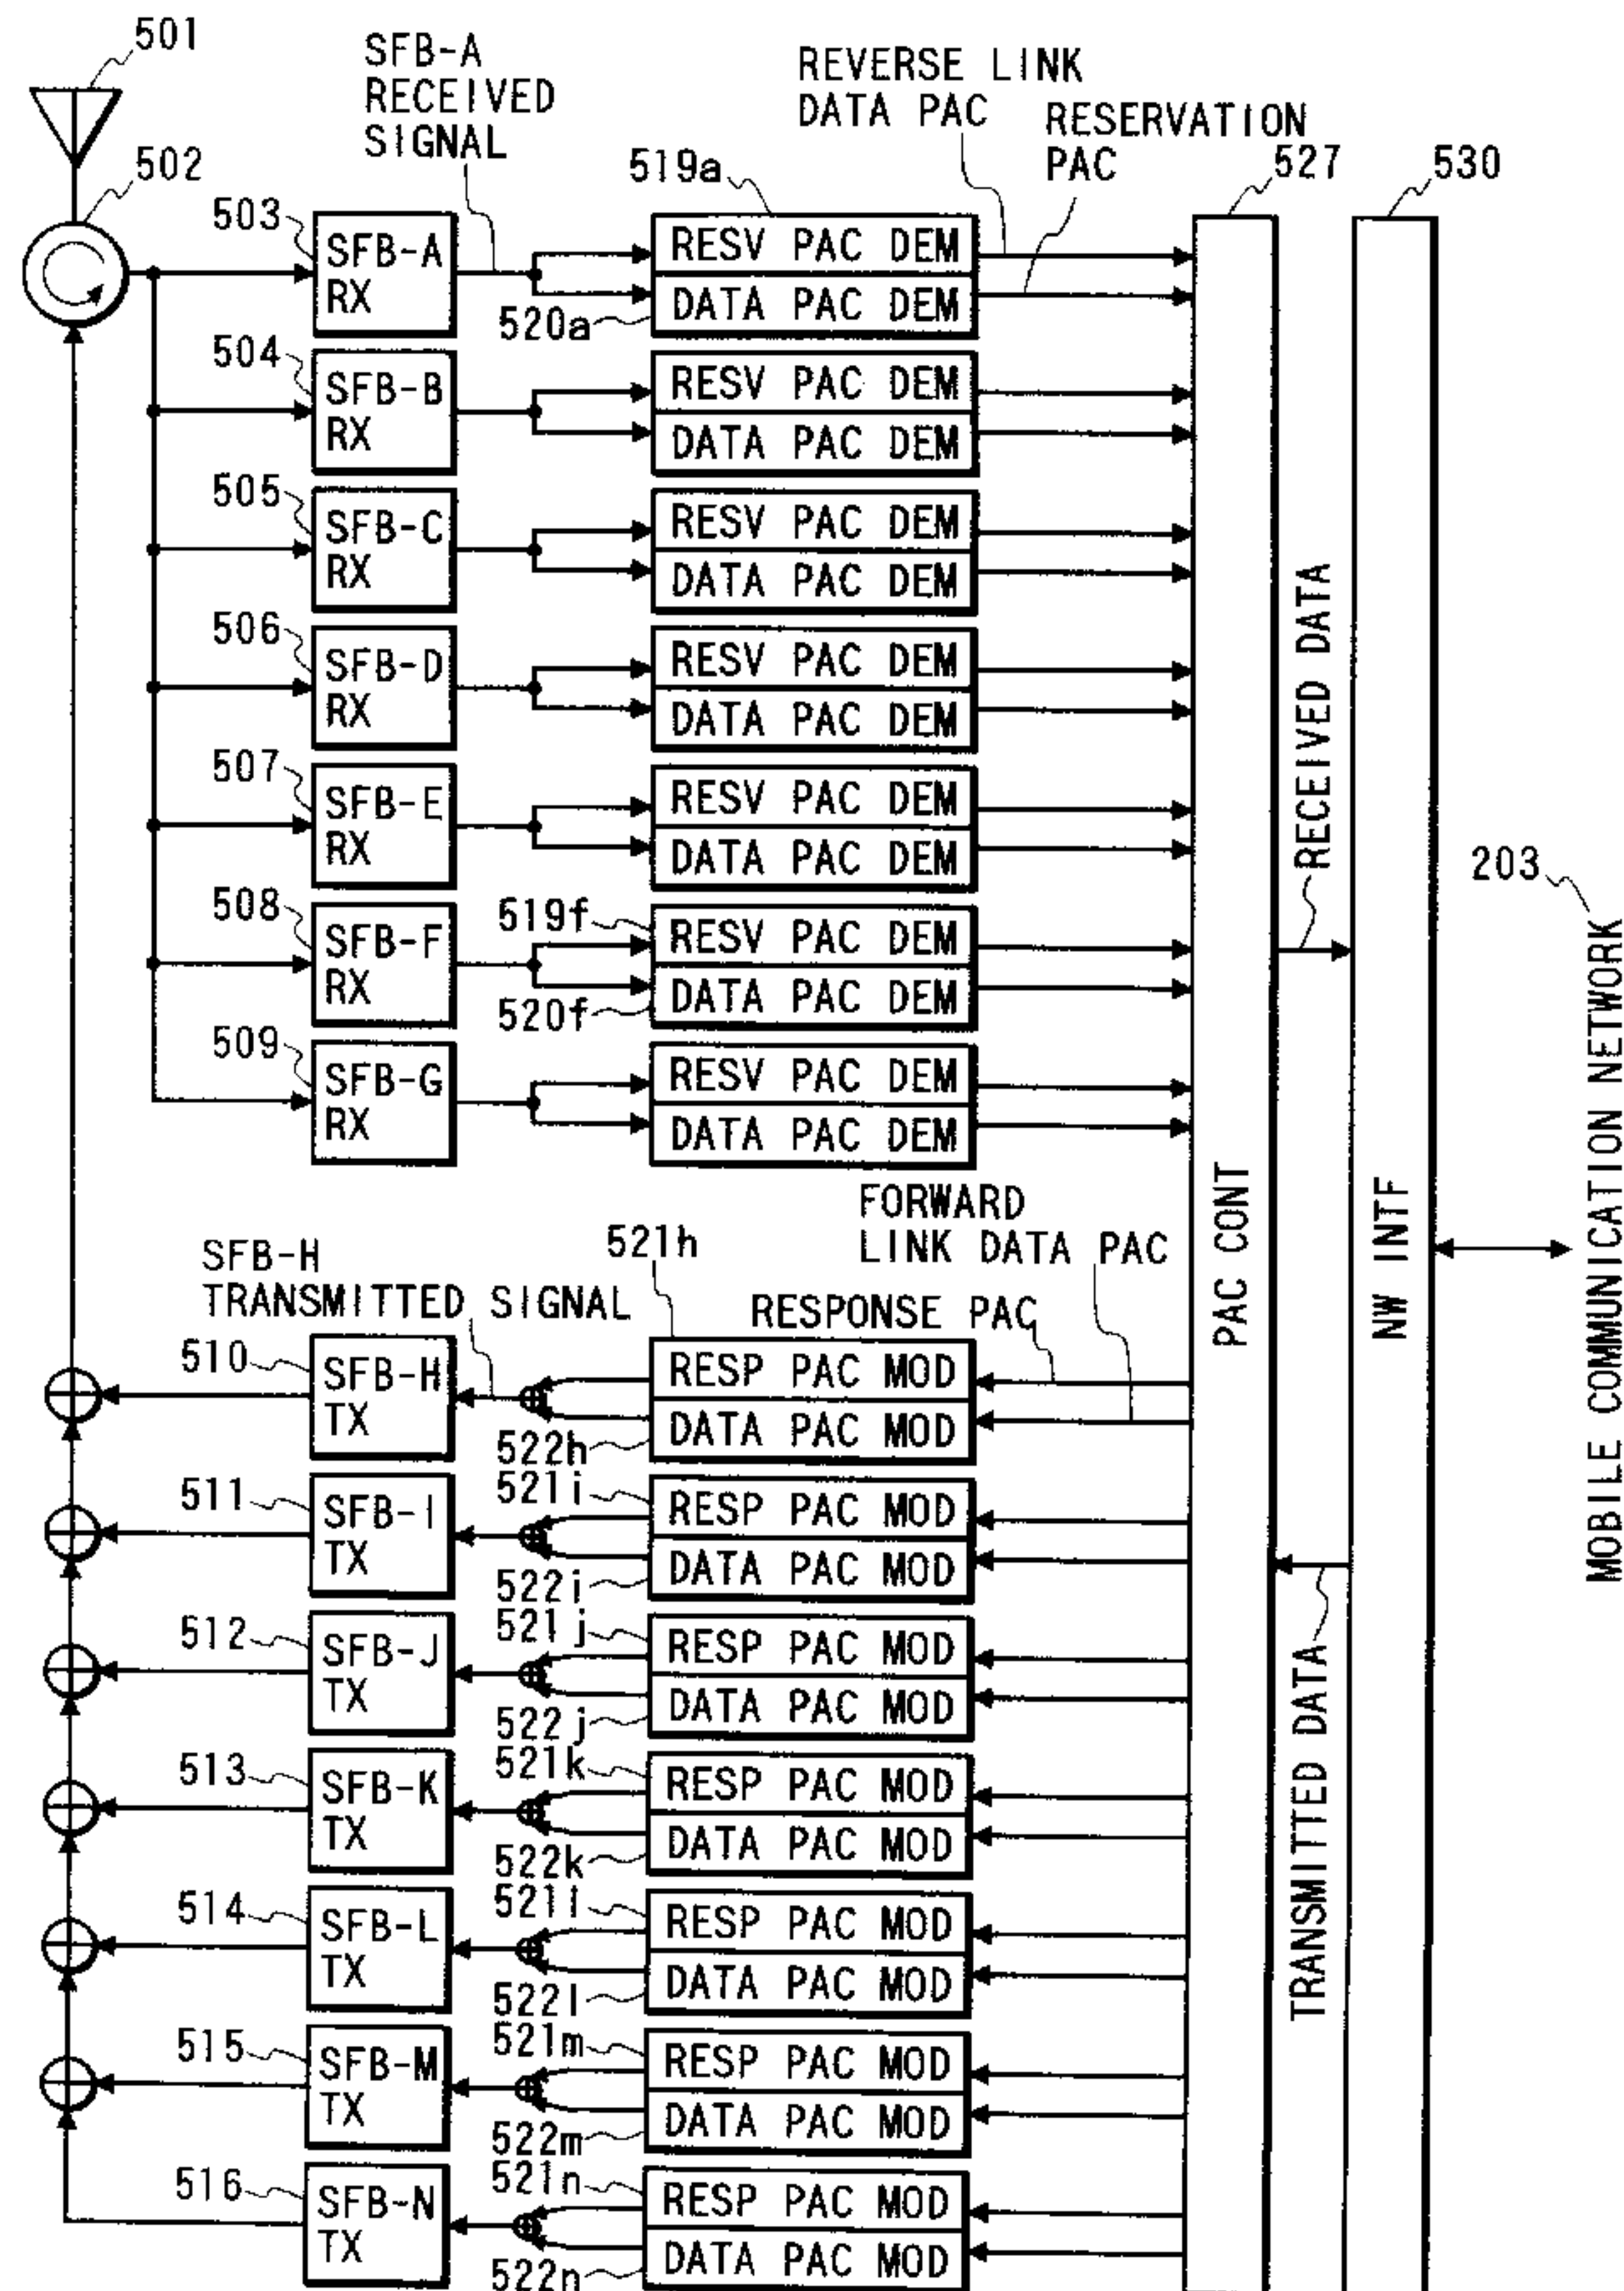 501
SFB-A
RECEIVED
SIGNAL
REVERSE LINK
DATA PAC
RESERVATION
PAC
502
519a
527
530
503
SFB-A
RX
RESV PAC DEM
DATA PAC DEM
520a
504
SFB-B
RX
RESV PAC DEM
DATA PAC DEM
505
SFB-C
RX
RESV PAC DEM
DATA PAC DEM
506
SFB-D
RX
RESV PAC DEM
DATA PAC DEM
RECEIVED DATA
507
SFB-E
RX
RESV PAC DEM
DATA PAC DEM
203
508
SFB-F
RX
519f
RESV PAC DEM
DATA PAC DEM
520f
509
SFB-G
RX
RESV PAC DEM
DATA PAC DEM
PAC CONT
NW INTF
MOBILE COMMUNICATION NETWORK
FORWARD
LINK DATA PAC
SFB-H
TRANSMITTED SIGNAL
521h
RESPONSE PAC
510
SFB-H
TX
RESP PAC MOD
DATA PAC MOD
522h
511
SFB-I
TX
521i
RESP PAC MOD
DATA PAC MOD
522i
512
SFB-J
TX
521j
RESP PAC MOD
DATA PAC MOD
522j
TRANSMITTED DATA
513
SFB-K
TX
521k
RESP PAC MOD
DATA PAC MOD
522k
514
SFB-L
TX
521l
RESP PAC MOD
DATA PAC MOD
522l
515
SFB-M
TX
521m
RESP PAC MOD
DATA PAC MOD
522m
516
SFB-N
TX
521n
RESP PAC MOD
DATA PAC MOD
522n